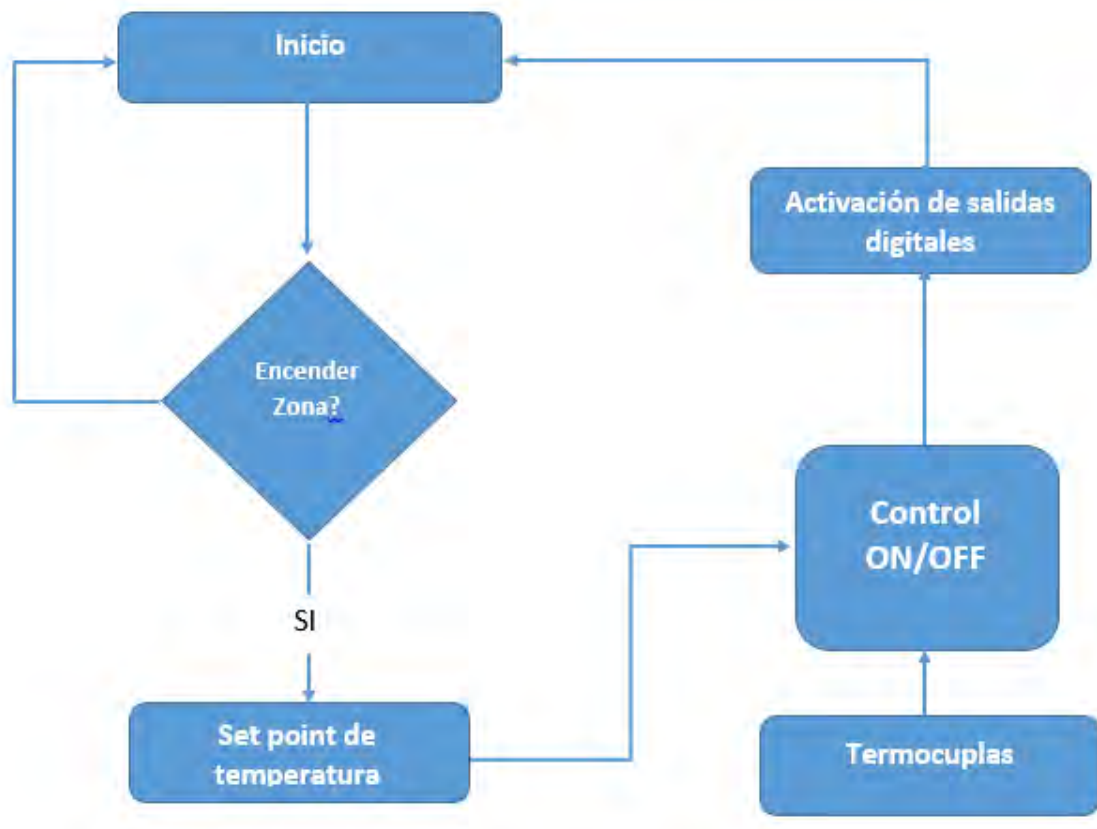 Inicio
Activación de salidas
digitales
Encender
Zona?
Control
ON/OFF
SI
Set point de
temperatura
Termocuplas